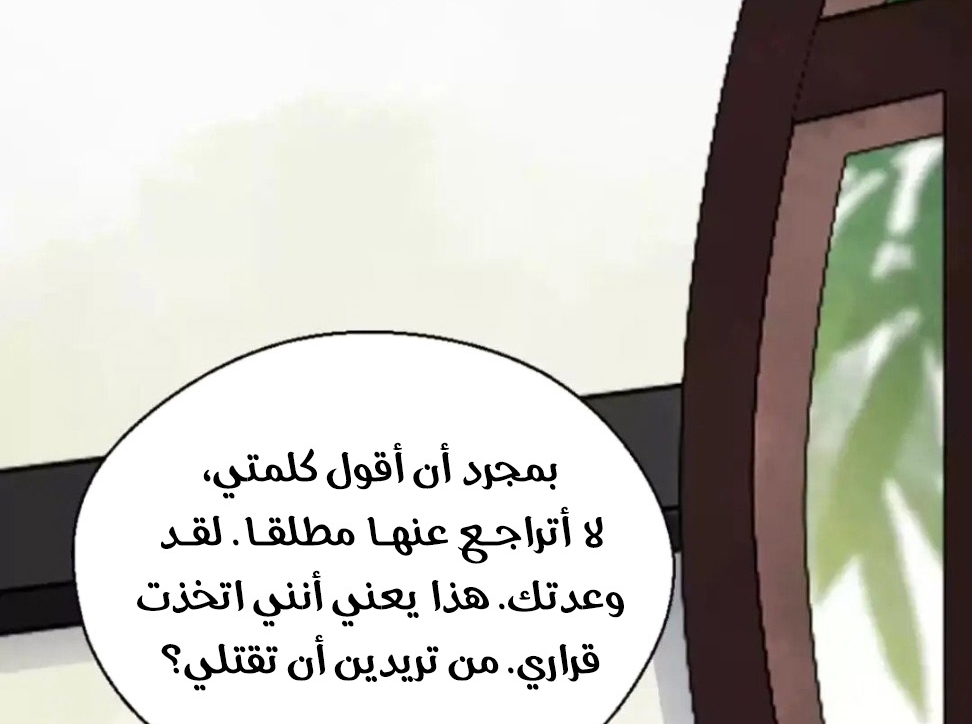 بمجرد أن أقول كلمتي،
لا أتراجع عنها مطلقا. لقد
وعدتك. هذا يعني أنني اتخذت
قراري. من تريدين أن تقتلي؟